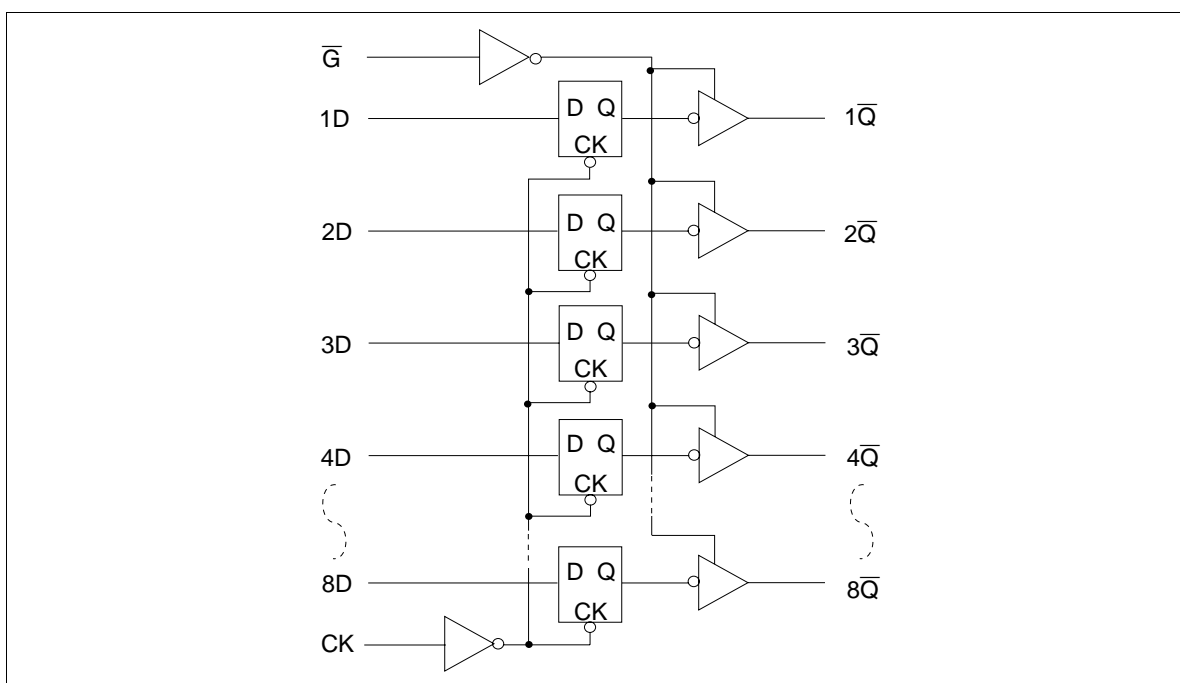 G̅
1D D Q CK 1Q̅
2D D Q CK 2Q̅
3D D Q CK 3Q̅
4D D Q CK 4Q̅
8D D Q CK 8Q̅
CK